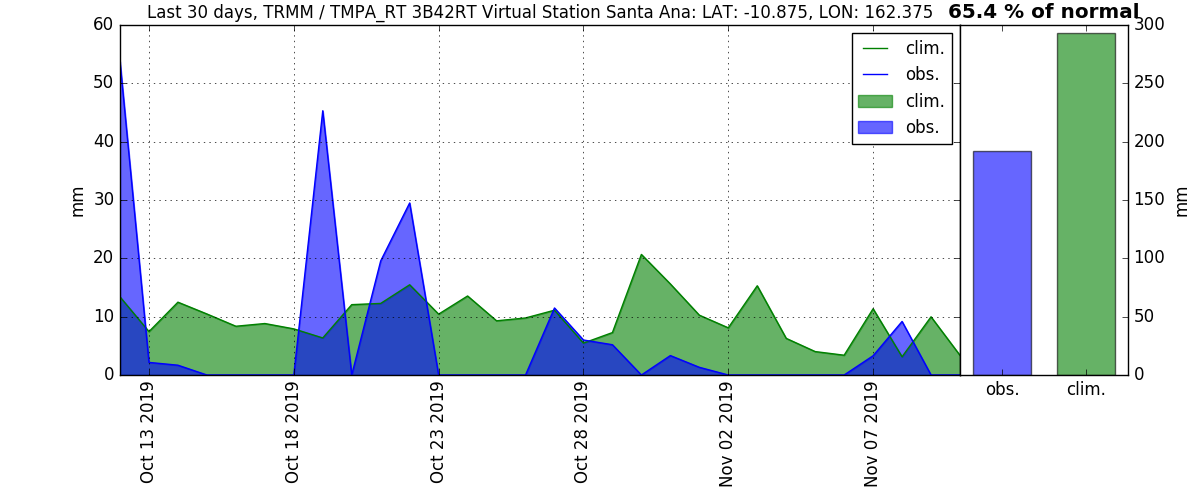 Last 30 days, TRMM / TMPA_RT 3B42RT Virtual Station Santa Ana: LAT: -10.875, LON: 162.375
65.4 % of normal
clim.
obs.
clim.
obs.
60
50
40
30
20
10
0
mm
Oct 13 2019
Oct 18 2019
Oct 23 2019
Oct 28 2019
Nov 02 2019
Nov 07 2019
300
250
200
150
100
50
0
mm
obs.
clim.